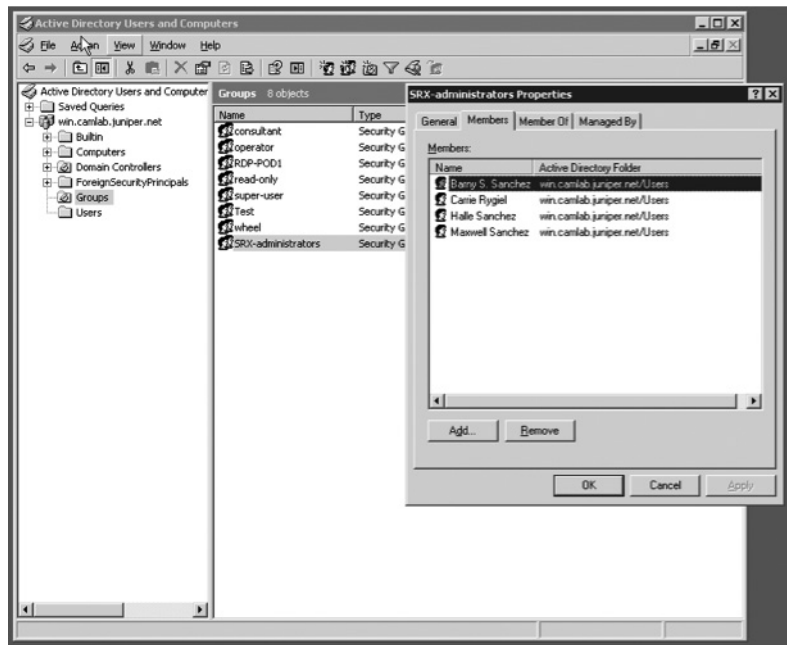 Active Directory Users and Computers
File Action View Window Help
Active Directory Users and Computer
Saved Queries
win.camlab.juniper.net
Builtin
Computers
Domain Controllers
ForeignSecurityPrincipals
Groups
Users
Groups 8 objects
Name Type
consultant Security G
operator Security G
RDP-POD1 Security G
read-only Security G
super-user Security G
Test Security G
wheel Security G
SRX-administrators Security G
SRX-administrators Properties
General Members Member Of Managed By
Members:
Name Active Directory Folder
Barny S. Sanchez win.camlab.juniper.net/Users
Carrie Rygiel win.camlab.juniper.net/Users
Halle Sanchez win.camlab.juniper.net/Users
Maxwell Sanchez win.camlab.juniper.net/Users
Add... Remove
OK Cancel Apply